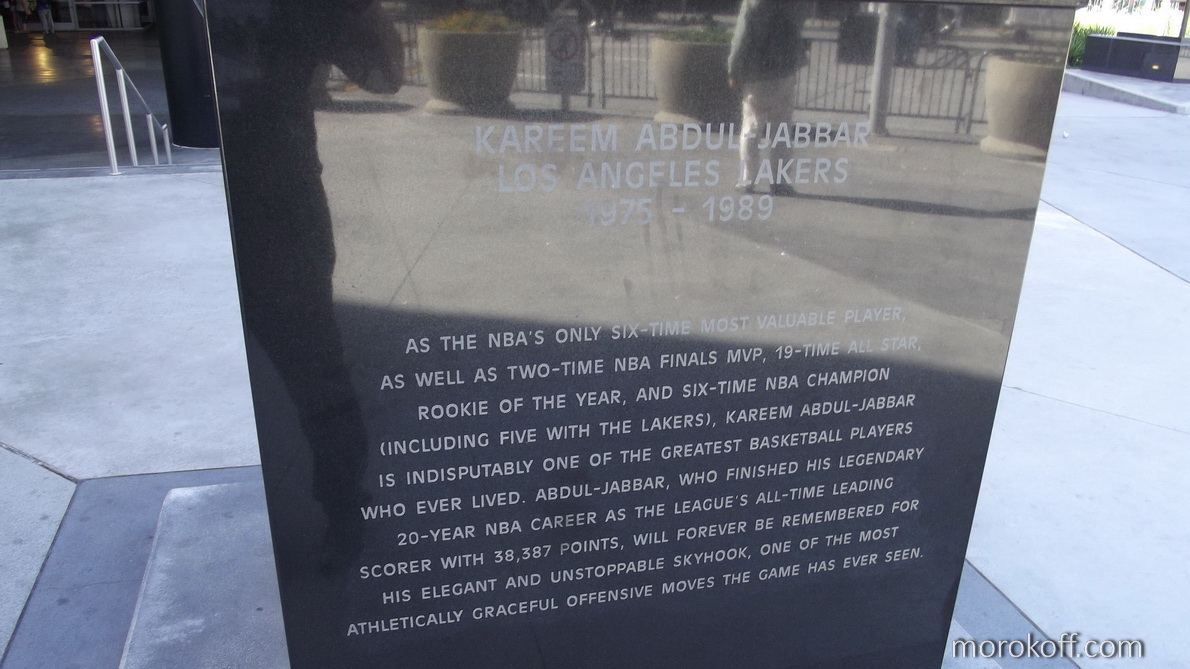 KAREEM ABDUL-JABBAR
LOS ANGELES LAKERS
1975 - 1989
AS THE NBA'S ONLY SIX-TIME MOST VALUABLE PLAYER,
AS WELL AS TWO-TIME NBA FINALS MVP, 19-TIME ALL STAR,
ROOKIE OF THE YEAR, AND SIX-TIME NBA CHAMPION
(INCLUDING FIVE WITH THE LAKERS), KAREEM ABDUL-JABBAR
IS INDISPUTABLY ONE OF THE GREATEST BASKETBALL PLAYERS
WHO EVER LIVED. ABDUL-JABBAR, WHO FINISHED HIS LEGENDARY
20-YEAR NBA CAREER AS THE LEAGUE'S ALL-TIME LEADING
SCORER WITH 38,387 POINTS, WILL FOREVER BE REMEMBERED FOR
HIS ELEGANT AND UNSTOPPABLE SKYHOOK, ONE OF THE MOST
ATHLETICALLY GRACEFUL OFFENSIVE MOVES THE GAME HAS EVER SEEN.
morokoff.com